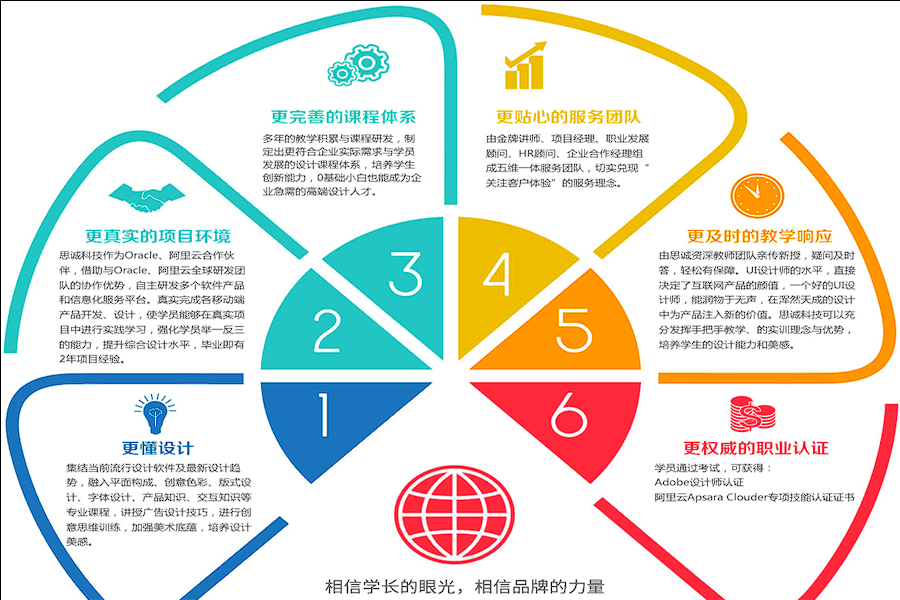 更完善的课程体系
多年的教学积累与课程研发，制
定出更符合企业实际需求与学员
发展的设计课程体系，培养学生
创新能力，0基础小白也能成为企
业急需的高端设计人才。
更贴心的服务团队
由金牌讲师、项目经理、职业发展
顾问、HR顾问、企业合作经理组
成五维一体服务团队，切实兑现“
关注客户体验”的服务理念。
更真实的项目环境
思诚科技作为Oracle、阿里云合作伙
伴，借助与Oracle、阿里云全球研发团
队的协作优势，自主研发多个软件产品
和信息化服务平台。真实完成各移动端
产品开发、设计，使学员能够在真实项
目中进行实践学习，强化学员举一反三
的能力，提升综合设计水平，毕业即有
2年项目经验。
更及时的教学响应
由思诚资深教师团队亲传新授，疑问及时
答，轻松有保障。UI设计师的水平，直接
决定了互联网产品的颜值，一个好的UI设
计师，能润物于无声，在浑然天成的设计
中为产品注入新的价值。思诚科技可以充
分发挥手把手教学、的实训理念与优势，
培养学生的设计能力和美感。
3
4
2
5
1
6
更懂设计
集结当前流行设计软件及最新设计趋
势，融入平面构成、创意色彩、版式设
计、字体设计、产品知识、交互知识等
专业课程，讲授广告设计技巧，进行创
意思维训练，加强美术底蕴，培养设计
美感。
更权威的职业认证
学员通过考试，可获得：
Adobe设计师认证
阿里云Apsara Clouder专项技能认证证书
相信学长的眼光，相信品牌的力量